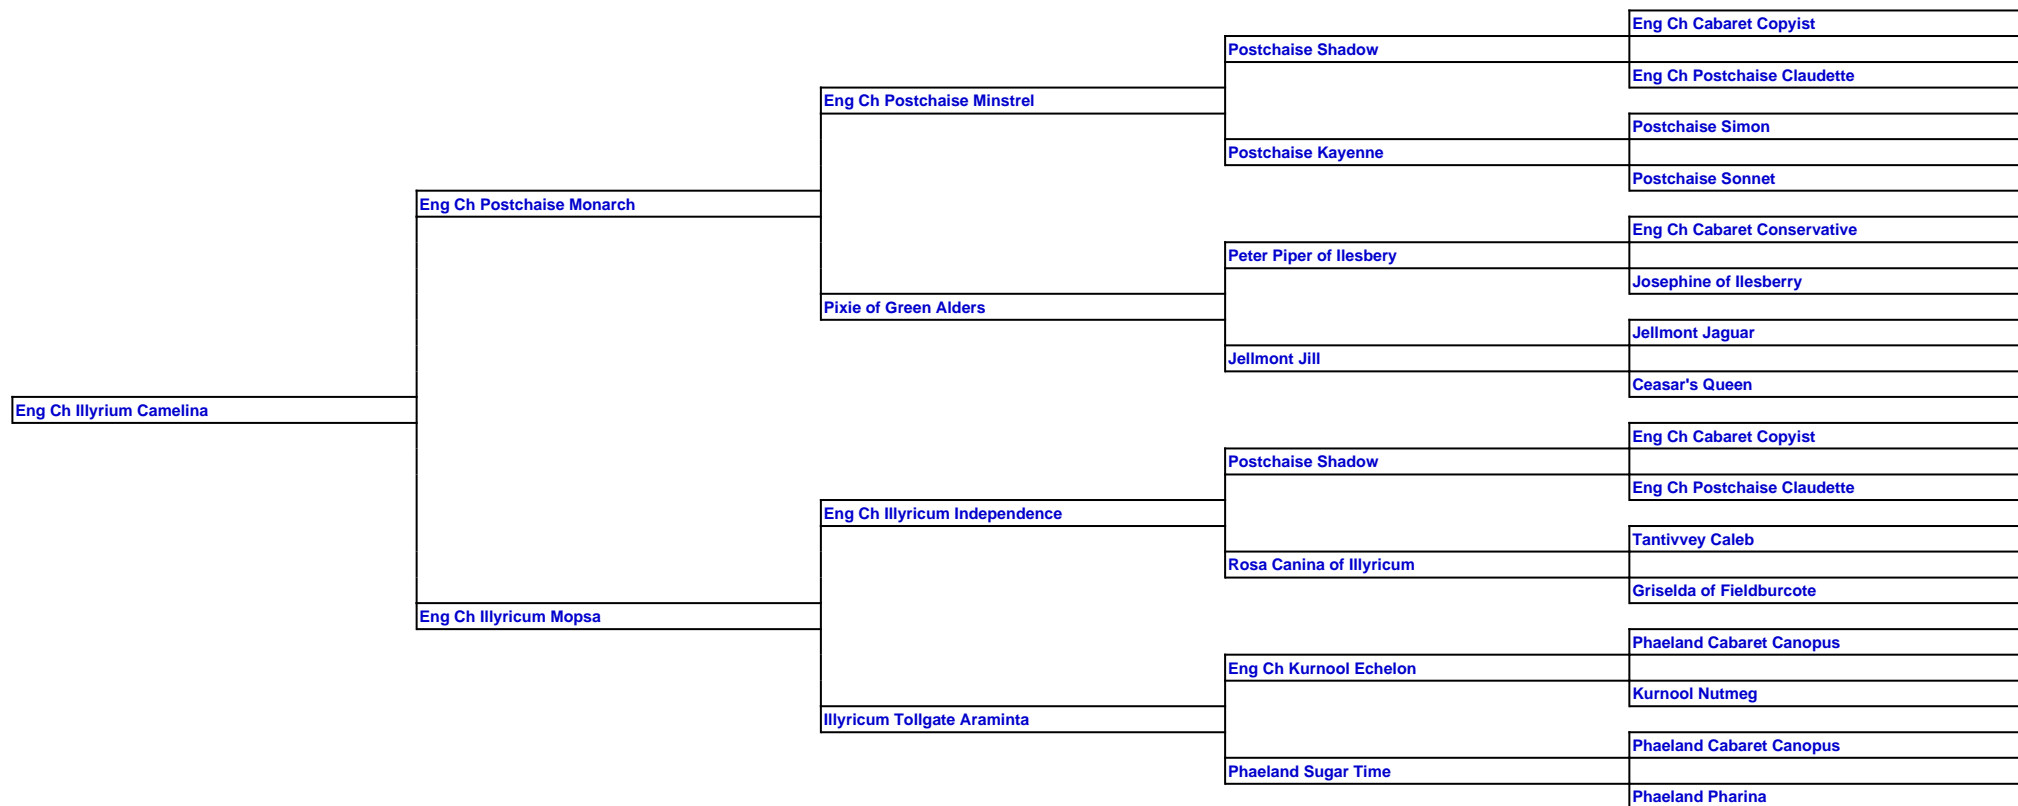 Eng Ch Cabaret Copyist
Postchaise Shadow
Eng Ch Postchaise Claudette
Eng Ch Postchaise Minstrel
Postchaise Simon
Postchaise Kayenne
Postchaise Sonnet
Eng Ch Postchaise Monarch
Eng Ch Cabaret Conservative
Peter Piper of Ilesbery
Josephine of Ilesberry
Pixie of Green Alders
Jellmont Jaguar
Jellmont Jill
Ceasar's Queen
Eng Ch Illyrium Camelina
Eng Ch Cabaret Copyist
Postchaise Shadow
Eng Ch Postchaise Claudette
Eng Ch Illyricum Independence
Tantivvey Caleb
Rosa Canina of Illyricum
Griselda of Fieldburcote
Eng Ch Illyricum Mopsa
Phaeland Cabaret Canopus
Eng Ch Kurnool Echelon
Kurnool Nutmeg
Illyricum Tollgate Araminta
Phaeland Cabaret Canopus
Phaeland Sugar Time
Phaeland Pharina